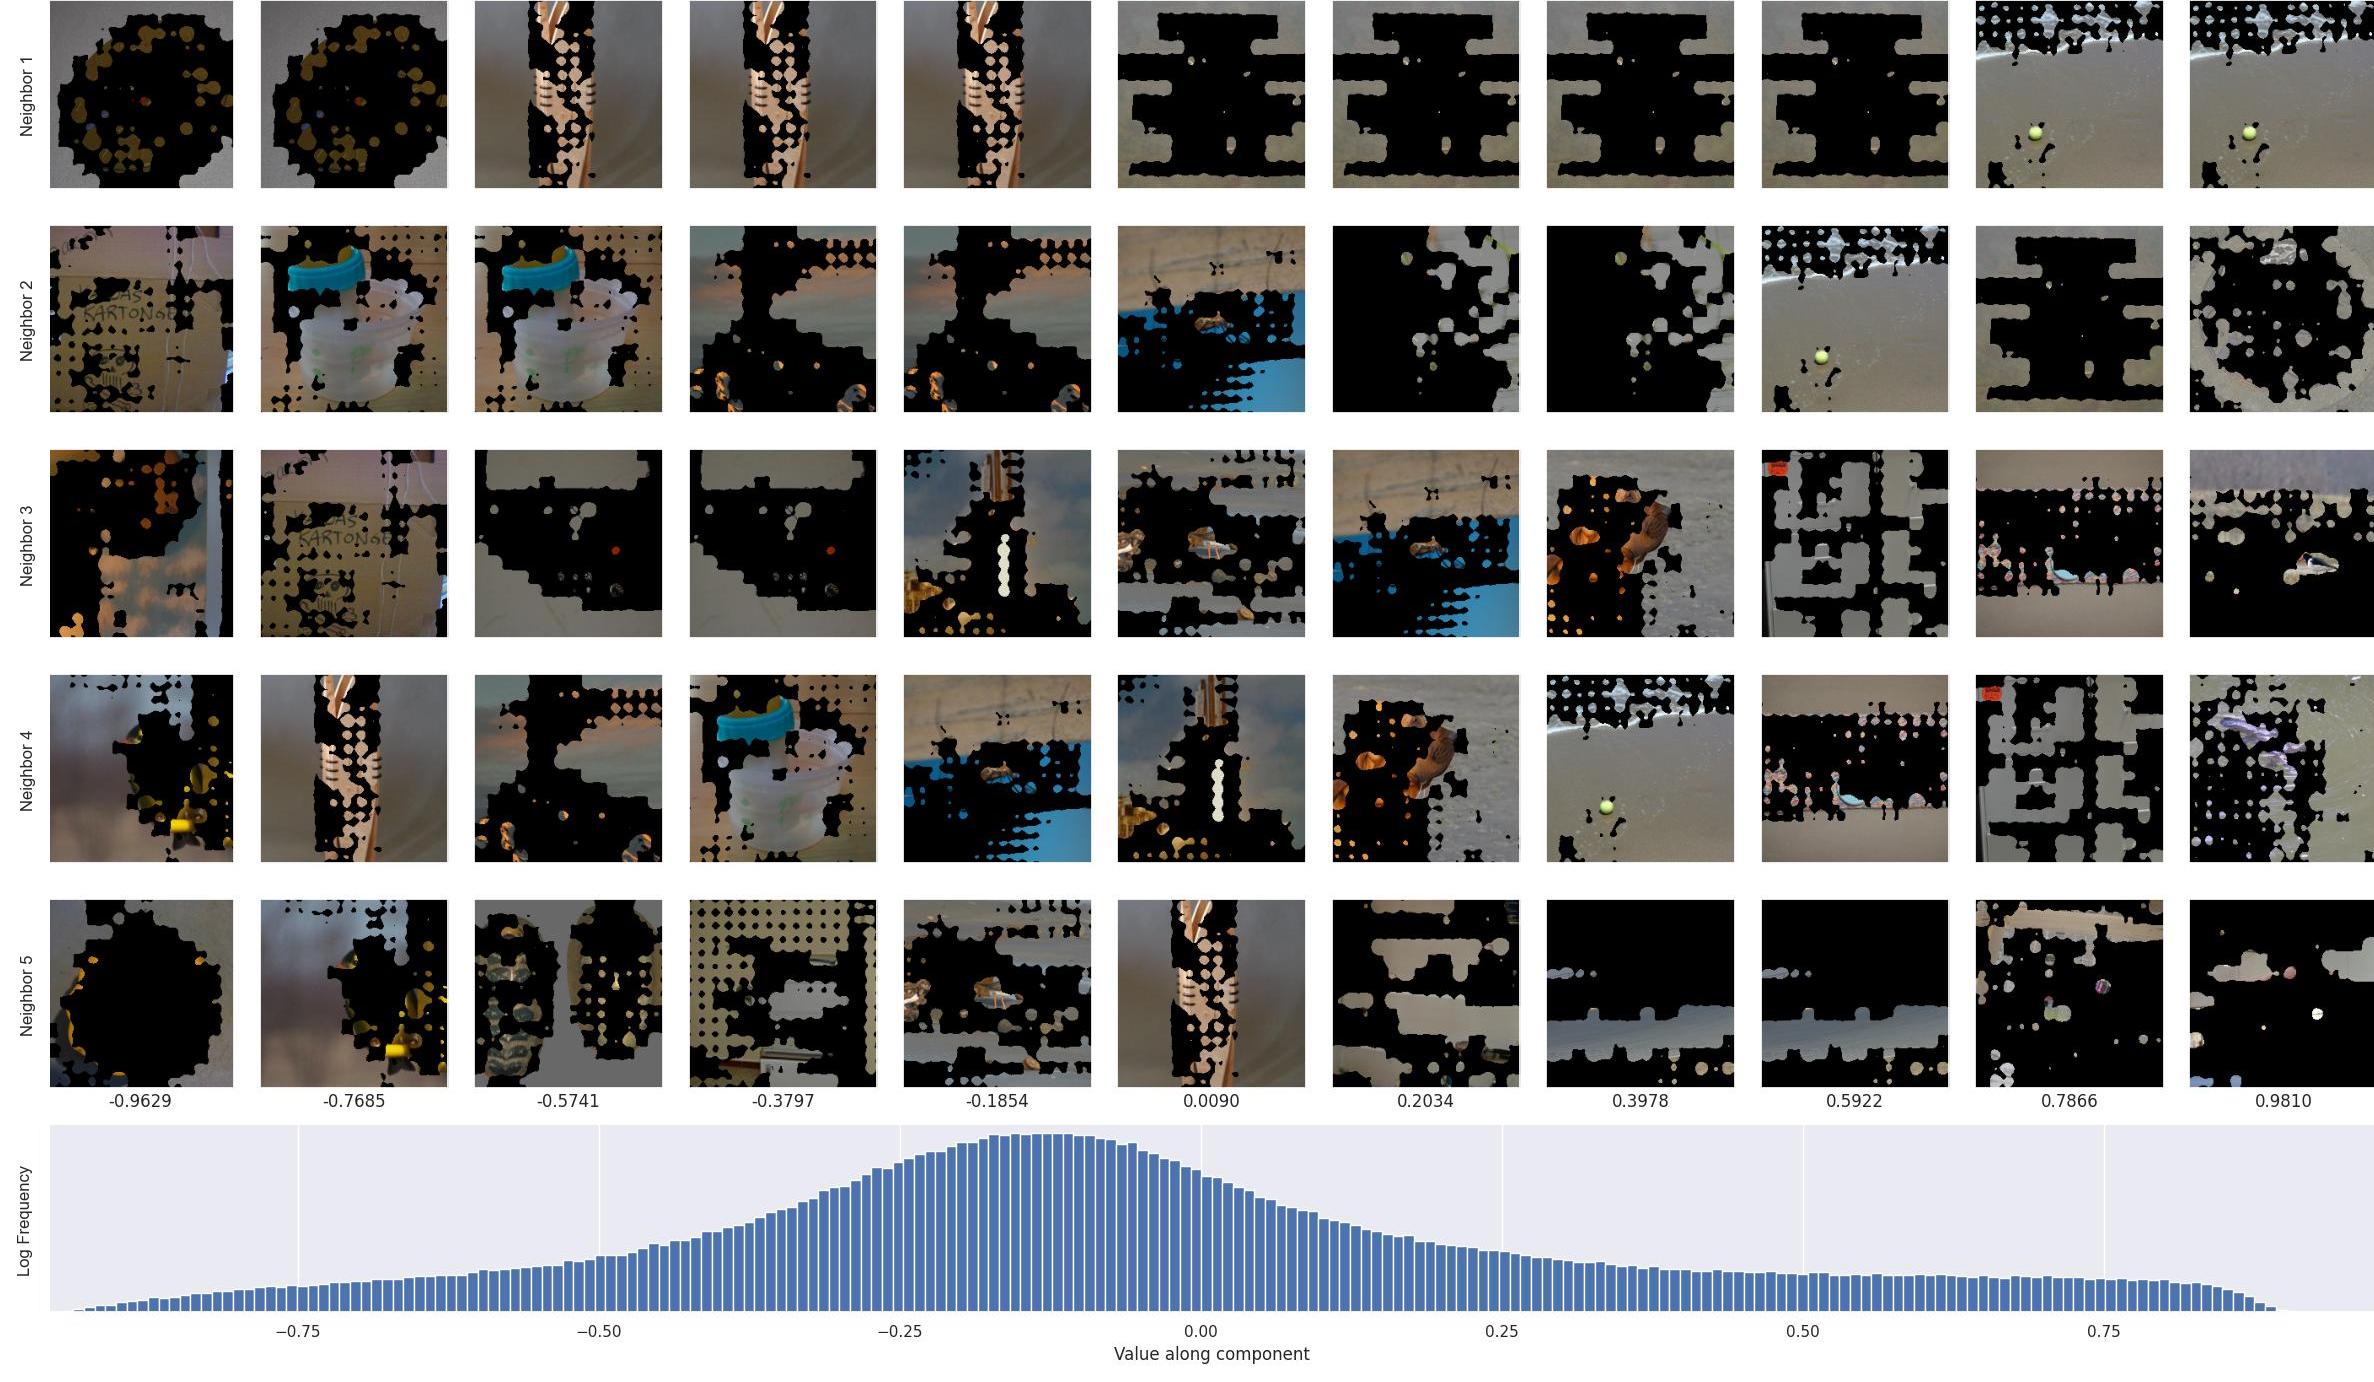 Neighbor 1
Neighbor 2
Neighbor 3
KARTONGE
KARTONGE
Neighbor 4
Neighbor 5
-0.9629 -0.7685 -0.5741 -0.3797 -0.1854 0.0090 0.2034 0.3978 0.5922 0.7866 0.9810
Log Frequency
−0.75 −0.50 −0.25 0.00 0.25 0.50 0.75
Value along component